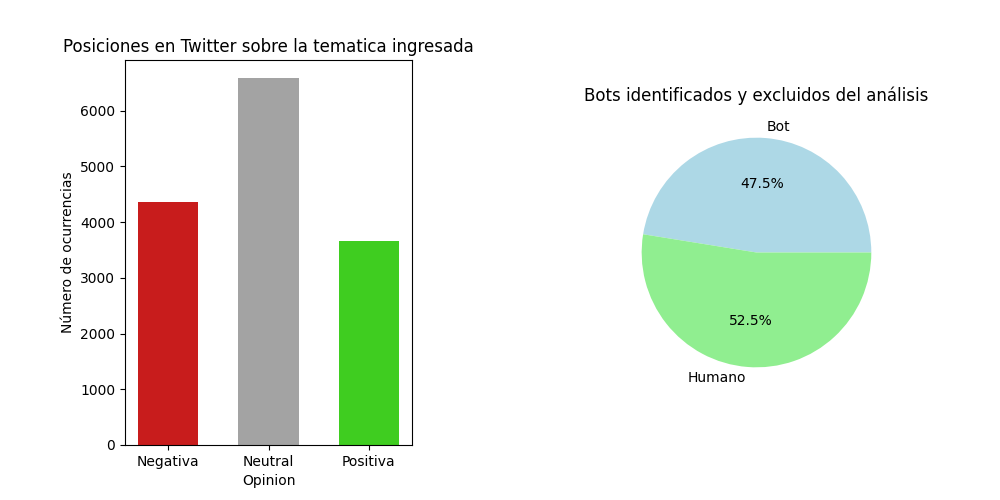 Posiciones en Twitter sobre la tematica ingresada
Número de ocurrencias
6000
5000
4000
3000
2000
1000
0
Negativa
Neutral
Positiva
Opinion
Bots identificados y excluidos del análisis
Bot
47.5%
52.5%
Humano